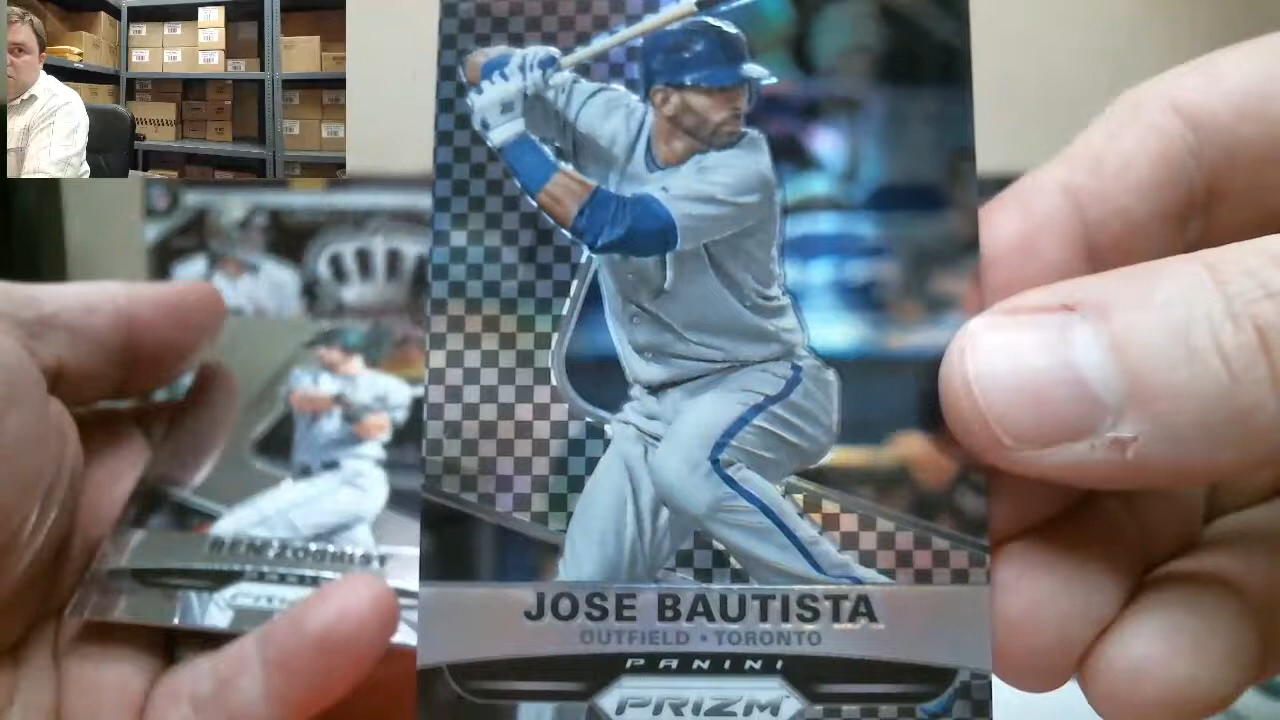 JOSE BAUTISTA
OUTFIELD • TORONTO
PANINI
PRIZM
BEN ZOBRIST